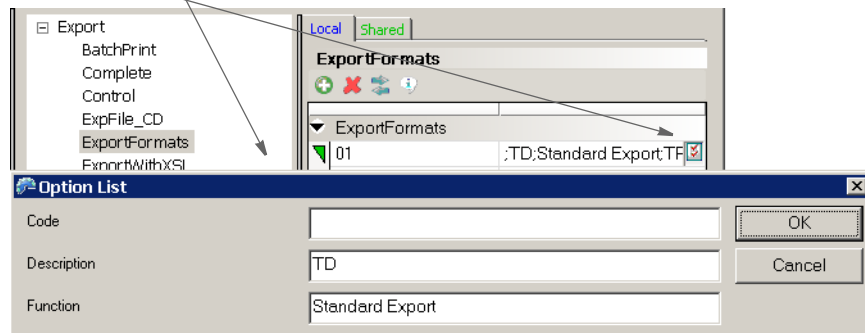 Export
BatchPrint
Complete
Control
ExpFile_CD
ExportFormats
ExportWithXSL
Local Shared
ExportFormats
ExportFormats
01 ;TD;Standard Export;TF
Option List
Code
OK
Description TD
Cancel
Function Standard Export